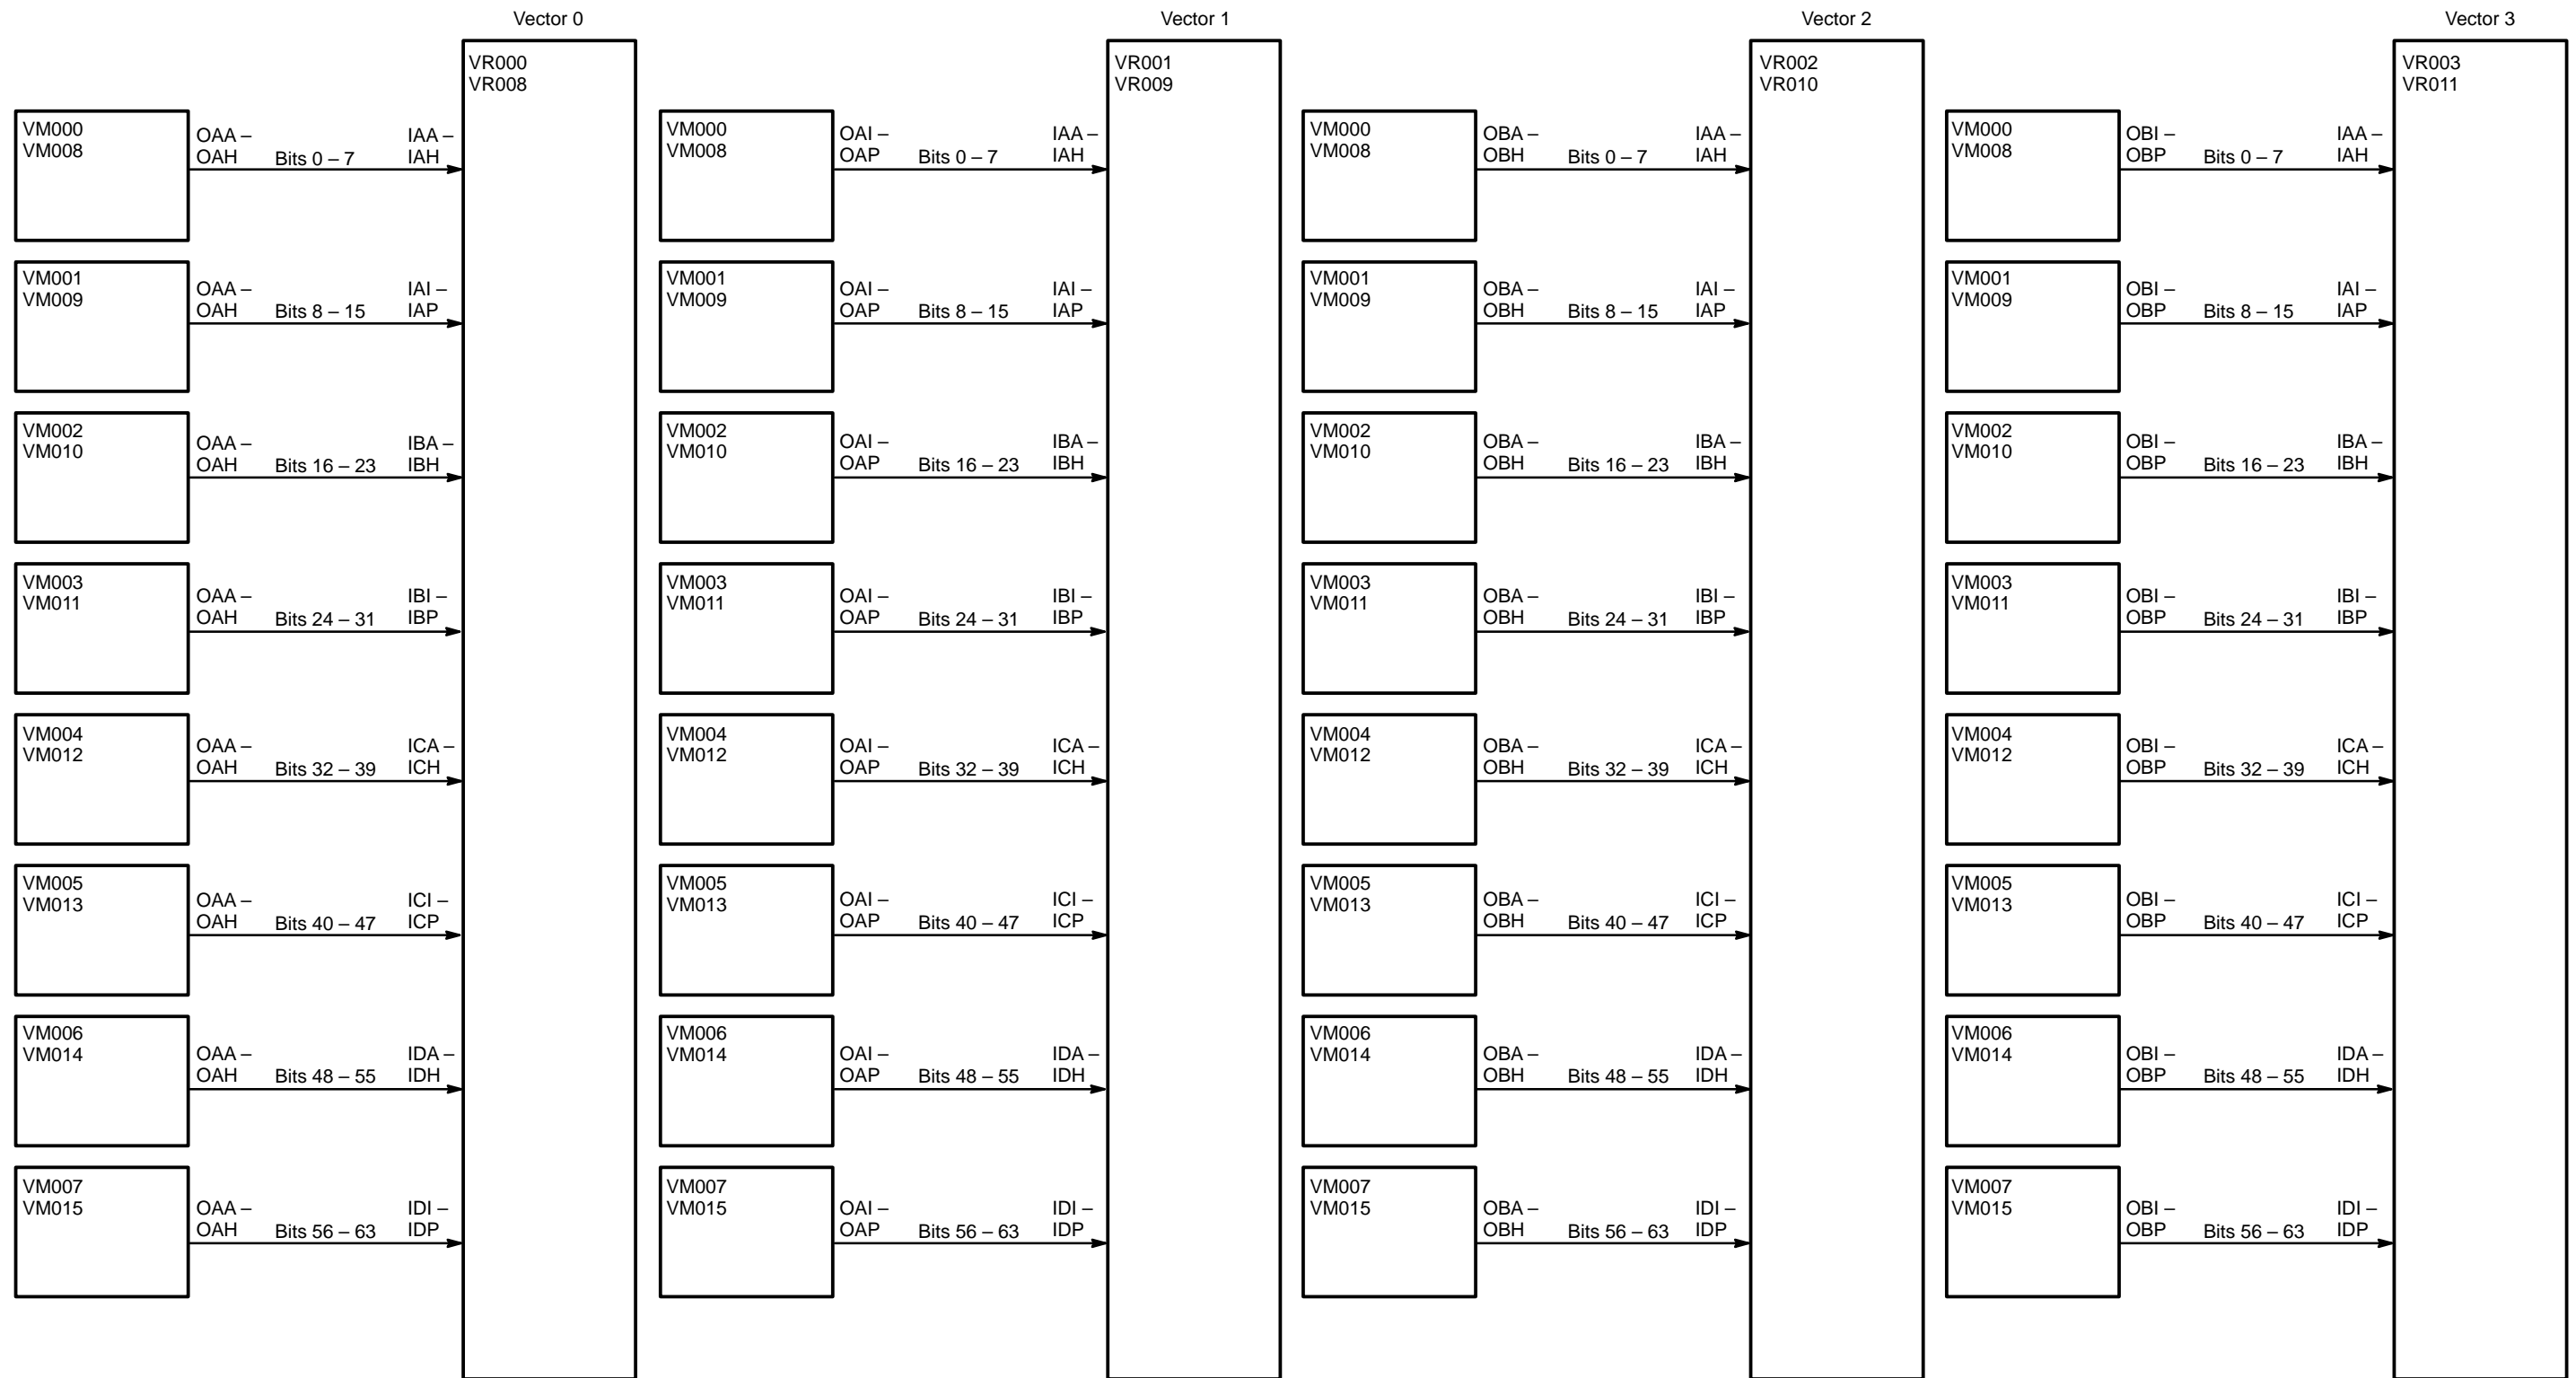 Vector 0
VR000
VR008
VM000
VM008
OAA –
OAH
Bits 0 – 7
IAA –
IAH
VM001
VM009
OAA –
OAH
Bits 8 – 15
IAI –
IAP
VM002
VM010
OAA –
OAH
Bits 16 – 23
IBA –
IBH
VM003
VM011
OAA –
OAH
Bits 24 – 31
IBI –
IBP
VM004
VM012
OAA –
OAH
Bits 32 – 39
ICA –
ICH
VM005
VM013
OAA –
OAH
Bits 40 – 47
ICI –
ICP
VM006
VM014
OAA –
OAH
Bits 48 – 55
IDA –
IDH
VM007
VM015
OAA –
OAH
Bits 56 – 63
IDI –
IDP
Vector 1
VR001
VR009
VM000
VM008
OAI –
OAP
Bits 0 – 7
IAA –
IAH
VM001
VM009
OAI –
OAP
Bits 8 – 15
IAI –
IAP
VM002
VM010
OAI –
OAP
Bits 16 – 23
IBA –
IBH
VM003
VM011
OAI –
OAP
Bits 24 – 31
IBI –
IBP
VM004
VM012
OAI –
OAP
Bits 32 – 39
ICA –
ICH
VM005
VM013
OAI –
OAP
Bits 40 – 47
ICI –
ICP
VM006
VM014
OAI –
OAP
Bits 48 – 55
IDA –
IDH
VM007
VM015
OAI –
OAP
Bits 56 – 63
IDI –
IDP
Vector 2
VR002
VR010
VM000
VM008
OBA –
OBH
Bits 0 – 7
IAA –
IAH
VM001
VM009
OBA –
OBH
Bits 8 – 15
IAI –
IAP
VM002
VM010
OBA –
OBH
Bits 16 – 23
IBA –
IBH
VM003
VM011
OBA –
OBH
Bits 24 – 31
IBI –
IBP
VM004
VM012
OBA –
OBH
Bits 32 – 39
ICA –
ICH
VM005
VM013
OBA –
OBH
Bits 40 – 47
ICI –
ICP
VM006
VM014
OBA –
OBH
Bits 48 – 55
IDA –
IDH
VM007
VM015
OBA –
OBH
Bits 56 – 63
IDI –
IDP
Vector 3
VR003
VR011
VM000
VM008
OBI –
OBP
Bits 0 – 7
IAA –
IAH
VM001
VM009
OBI –
OBP
Bits 8 – 15
IAI –
IAP
VM002
VM010
OBI –
OBP
Bits 16 – 23
IBA –
IBH
VM003
VM011
OBI –
OBP
Bits 24 – 31
IBI –
IBP
VM004
VM012
OBI –
OBP
Bits 32 – 39
ICA –
ICH
VM005
VM013
OBI –
OBP
Bits 40 – 47
ICI –
ICP
VM006
VM014
OBI –
OBP
Bits 48 – 55
IDA –
IDH
VM007
VM015
OBI –
OBP
Bits 56 – 63
IDI –
IDP